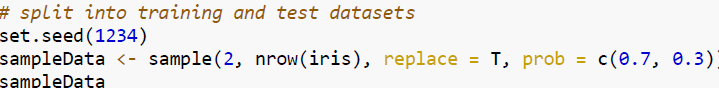 # split into training and test datasets
set.seed(1234)
sampleData <- sample(2, nrow(iris), replace = T, prob = c(0.7, 0.3))
sampleData